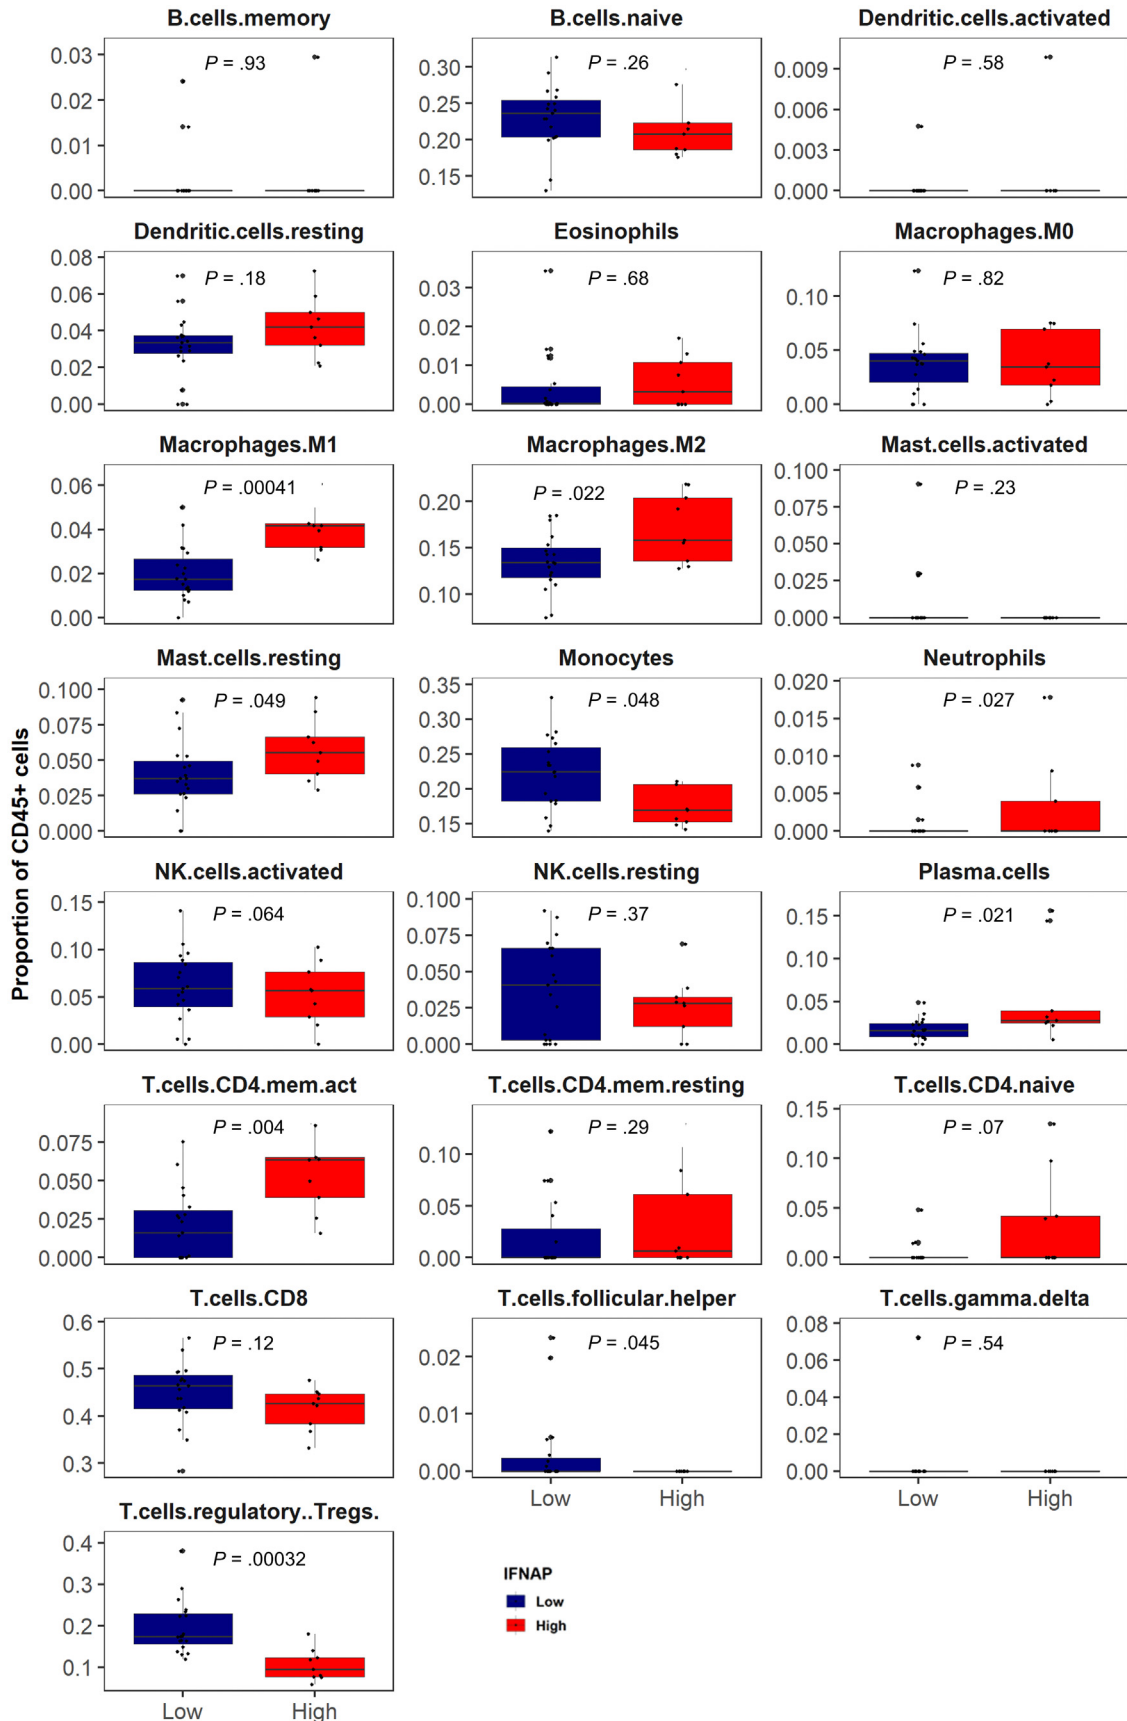 B.cells.memory B.cells.naive Dendritic.cells.activated
P = .93 P = .26 P = .58
0.03 0.02 0.01 0.00
0.30 0.25 0.20 0.15
0.009 0.006 0.003 0.000
Dendritic.cells.resting Eosinophils Macrophages.M0
P = .18 P = .68 P = .82
0.08 0.06 0.04 0.02 0.00
0.03 0.02 0.01 0.00
0.10 0.05 0.00
Macrophages.M1 Macrophages.M2 Mast.cells.activated
P = .00041 P = .022 P = .23
0.06 0.04 0.02 0.00
0.20 0.15 0.10
0.100 0.075 0.050 0.025 0.000
Mast.cells.resting Monocytes Neutrophils
P = .049 P = .048 P = .027
0.100 0.075 0.050 0.025 0.000
0.35 0.30 0.25 0.20 0.15
0.020 0.015 0.010 0.005 0.000
Proportion of CD45+ cells
NK.cells.activated NK.cells.resting Plasma.cells
P = .064 P = .37 P = .021
0.15 0.10 0.05 0.00
0.100 0.075 0.050 0.025 0.000
0.15 0.10 0.05 0.00
T.cells.CD4.mem.act T.cells.CD4.mem.resting T.cells.CD4.naive
P = .004 P = .29 P = .07
0.075 0.050 0.025 0.000
0.10 0.05 0.00
0.15 0.10 0.05 0.00
T.cells.CD8 T.cells.follicular.helper T.cells.gamma.delta
P = .12 P = .045 P = .54
0.6 0.5 0.4 0.3
0.02 0.01 0.00
0.08 0.06 0.04 0.02 0.00
Low High Low High
T.cells.regulatory..Tregs.
P = .00032
0.4 0.3 0.2 0.1
Low High
IFNAP
Low
High